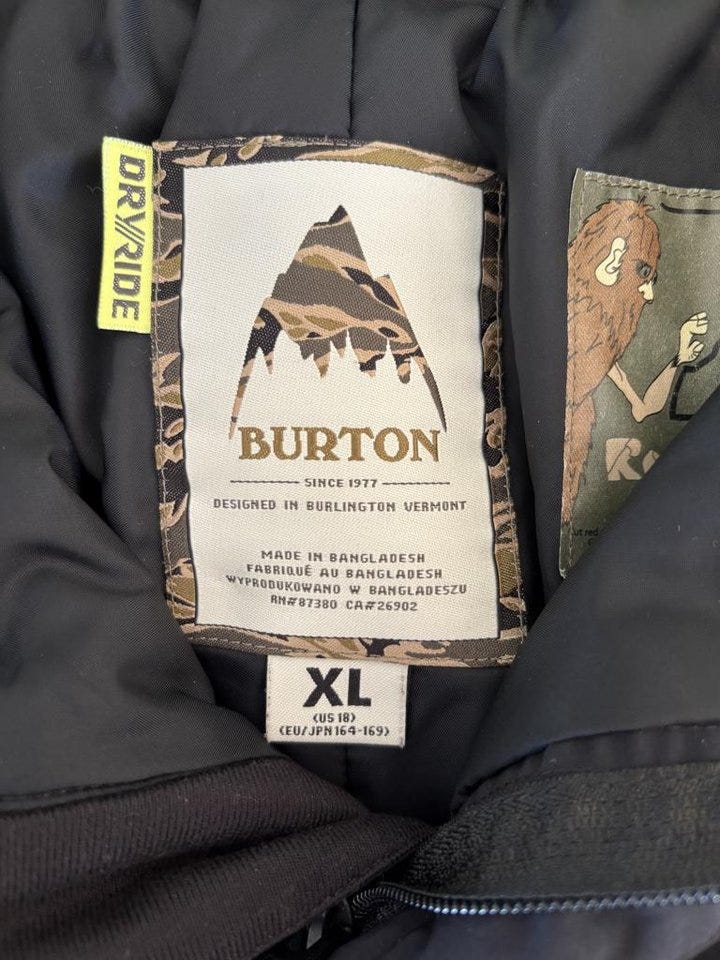 DRY//RIDE
BURTON
SINCE 1977
DESIGNED IN BURLINGTON VERMONT
MADE IN BANGLADESH
FABRIQUÉ AU BANGLADESH
WYPRODUKOWANO W BANGLADESZU
RN#87380 CA#26902
XL
(US 18)
(EU/JPN 164-169)
red